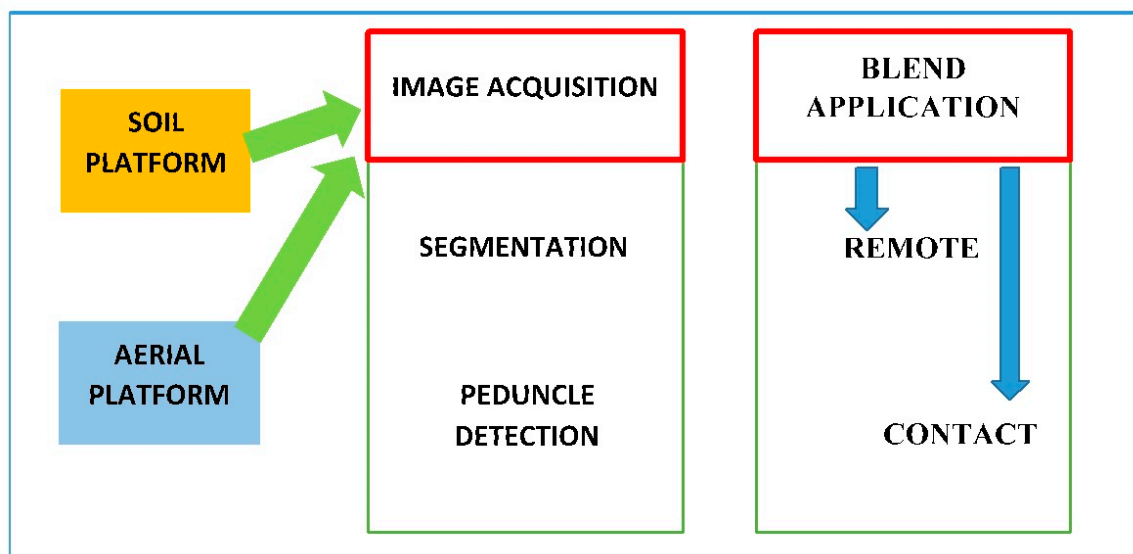 SOIL
PLATFORM
AERIAL
PLATFORM
IMAGE ACQUISITION
SEGMENTATION
PEDUNCLE
DETECTION
BLEND
APPLICATION
REMOTE
CONTACT